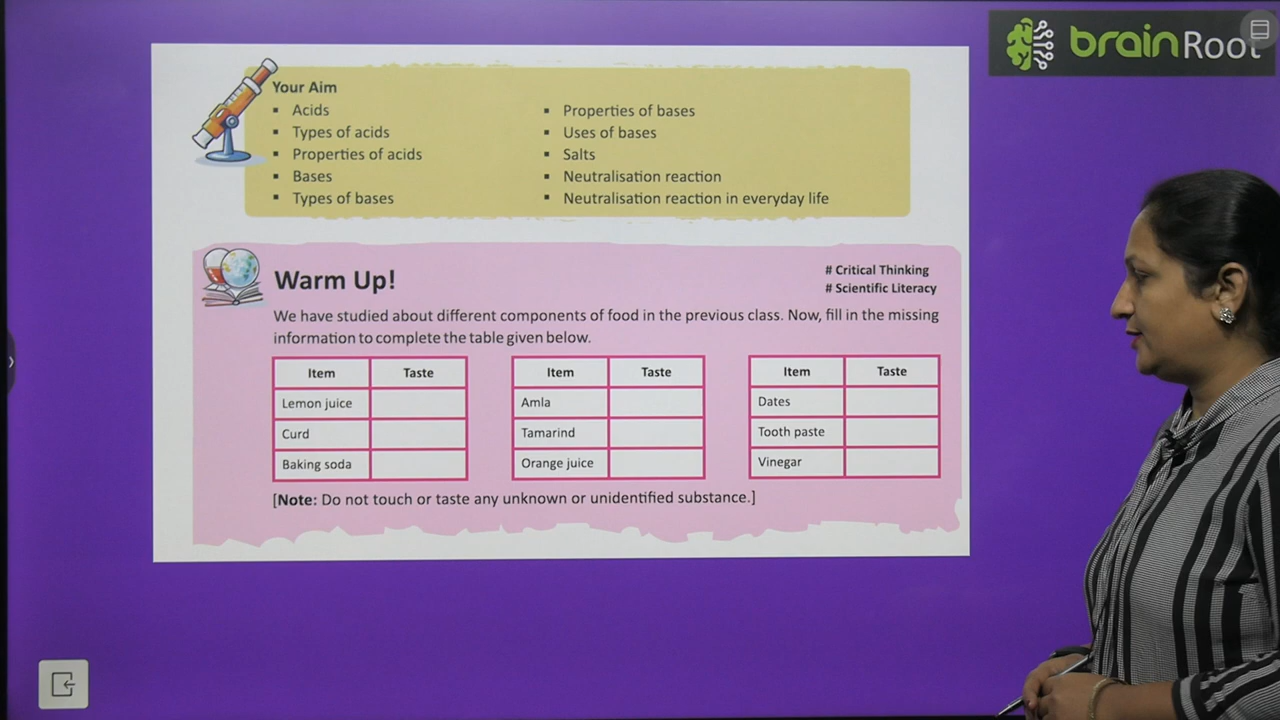 brainRoot
Your Aim
▪ Acids
▪ Types of acids
▪ Properties of acids
▪ Bases
▪ Types of bases
▪ Properties of bases
▪ Uses of bases
▪ Salts
▪ Neutralisation reaction
▪ Neutralisation reaction in everyday life
Warm Up!
# Critical Thinking
# Scientific Literacy
We have studied about different components of food in the previous class. Now, fill in the missing
information to complete the table given below.
Item Taste
Lemon juice
Curd
Baking soda
Item Taste
Amla
Tamarind
Orange juice
Item Taste
Dates
Tooth paste
Vinegar
[Note: Do not touch or taste any unknown or unidentified substance.]